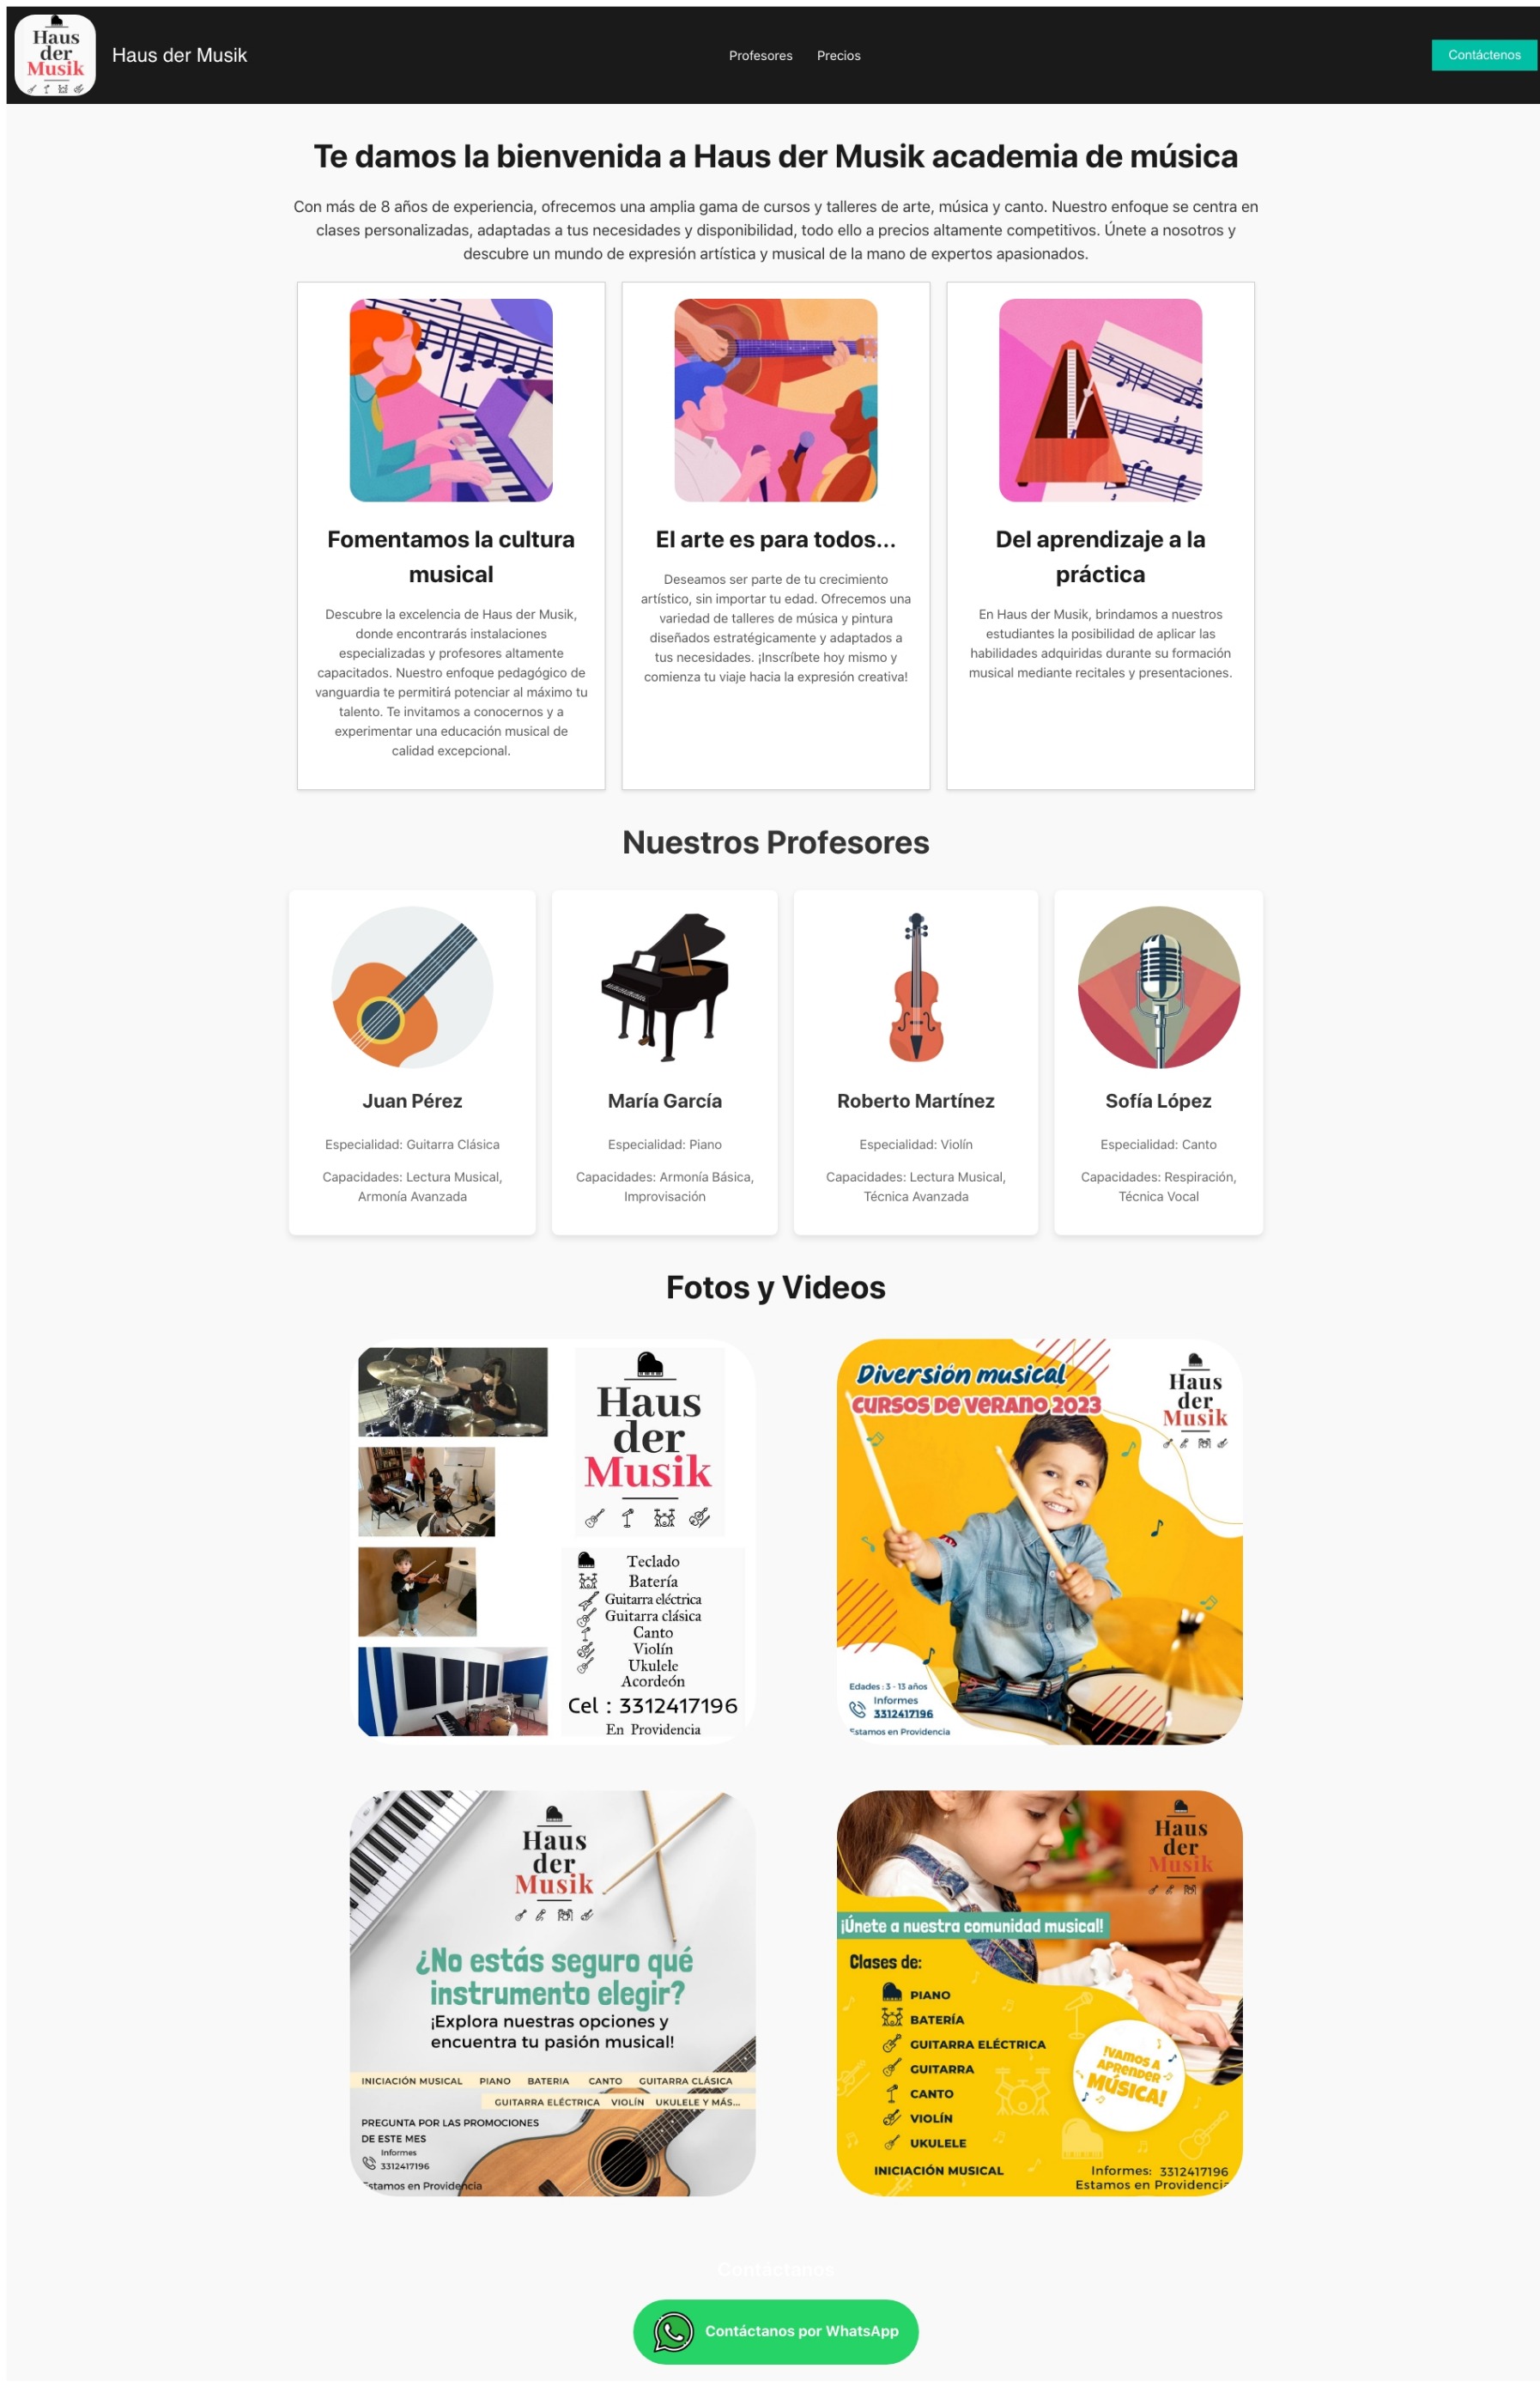 Haus
der
Musik
Haus der Musik
Profesores
Precios
Contáctenos
Te damos la bienvenida a Haus der Musik academia de música
Con más de 8 años de experiencia, ofrecemos una amplia gama de cursos y talleres de arte, música y canto. Nuestro enfoque se centra en
clases personalizadas, adaptadas a tus necesidades y disponibilidad, todo ello a precios altamente competitivos. Únete a nosotros y
descubre un mundo de expresión artística y musical de la mano de expertos apasionados.
Fomentamos la cultura
musical
Descubre la excelencia de Haus der Musik,
donde encontrarás instalaciones
especializadas y profesores altamente
capacitados. Nuestro enfoque pedagógico de
vanguardia te permitirá potenciar al máximo tu
talento. Te invitamos a conocernos y a
experimentar una educación musical de
calidad excepcional.
El arte es para todos...
Deseamos ser parte de tu crecimiento
artístico, sin importar tu edad. Ofrecemos una
variedad de talleres de música y pintura
diseñados estratégicamente y adaptados a
tus necesidades. ¡Inscríbete hoy mismo y
comienza tu viaje hacia la expresión creativa!
Del aprendizaje a la
práctica
En Haus der Musik, brindamos a nuestros
estudiantes la posibilidad de aplicar las
habilidades adquiridas durante su formación
musical mediante recitales y presentaciones.
Nuestros Profesores
Juan Pérez
Especialidad: Guitarra Clásica
Capacidades: Lectura Musical,
Armonía Avanzada
María García
Especialidad: Piano
Capacidades: Armonía Básica,
Improvisación
Roberto Martínez
Especialidad: Violín
Capacidades: Lectura Musical,
Técnica Avanzada
Sofía López
Especialidad: Canto
Capacidades: Respiración,
Técnica Vocal
Fotos y Videos
Haus
der
Musik
Teclado
Batería
Guitarra eléctrica
Guitarra clásica
Canto
Violín
Ukulele
Acordeón
Cel : 3312417196
En Providencia
Diversión musical
CURSOS DE VERANO 2023
Haus
der
Musik
Edades : 3 - 13 años
Informes
3312417196
Estamos en Providencia
Haus
der
Musik
¿No estás seguro qué
instrumento elegir?
¡Explora nuestras opciones y
encuentra tu pasión musical!
INICIACIÓN MUSICAL PIANO BATERIA CANTO GUITARRA CLÁSICA
GUITARRA ELÉCTRICA VIOLÍN UKULELE Y MÁS...
PREGUNTA POR LAS PROMOCIONES
DE ESTE MES
Informes
3312417196
Estamos en Providencia
Haus
der
Musik
¡Únete a nuestra comunidad musical!
Clases de:
PIANO
BATERÍA
GUITARRA ELÉCTRICA
GUITARRA
CANTO
VIOLÍN
UKULELE
INICIACIÓN MUSICAL
¡VAMOS A
APRENDER
MÚSICA!
Informes: 3312417196
Estamos en Providencia
Contáctanos
Contáctanos por WhatsApp